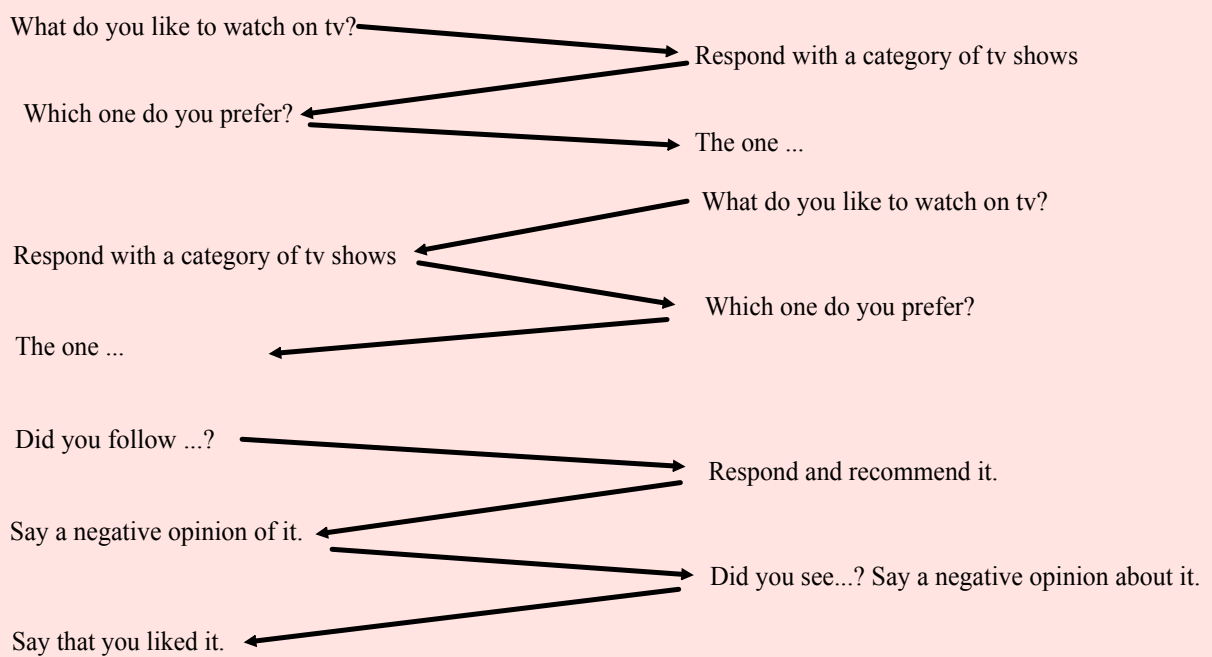 What do you like to watch on tv?
Respond with a category of tv shows
Which one do you prefer?
The one ...
What do you like to watch on tv?
Respond with a category of tv shows
Which one do you prefer?
The one ...
Did you follow ...?
Respond and recommend it.
Say a negative opinion of it.
Did you see...? Say a negative opinion about it.
Say that you liked it.